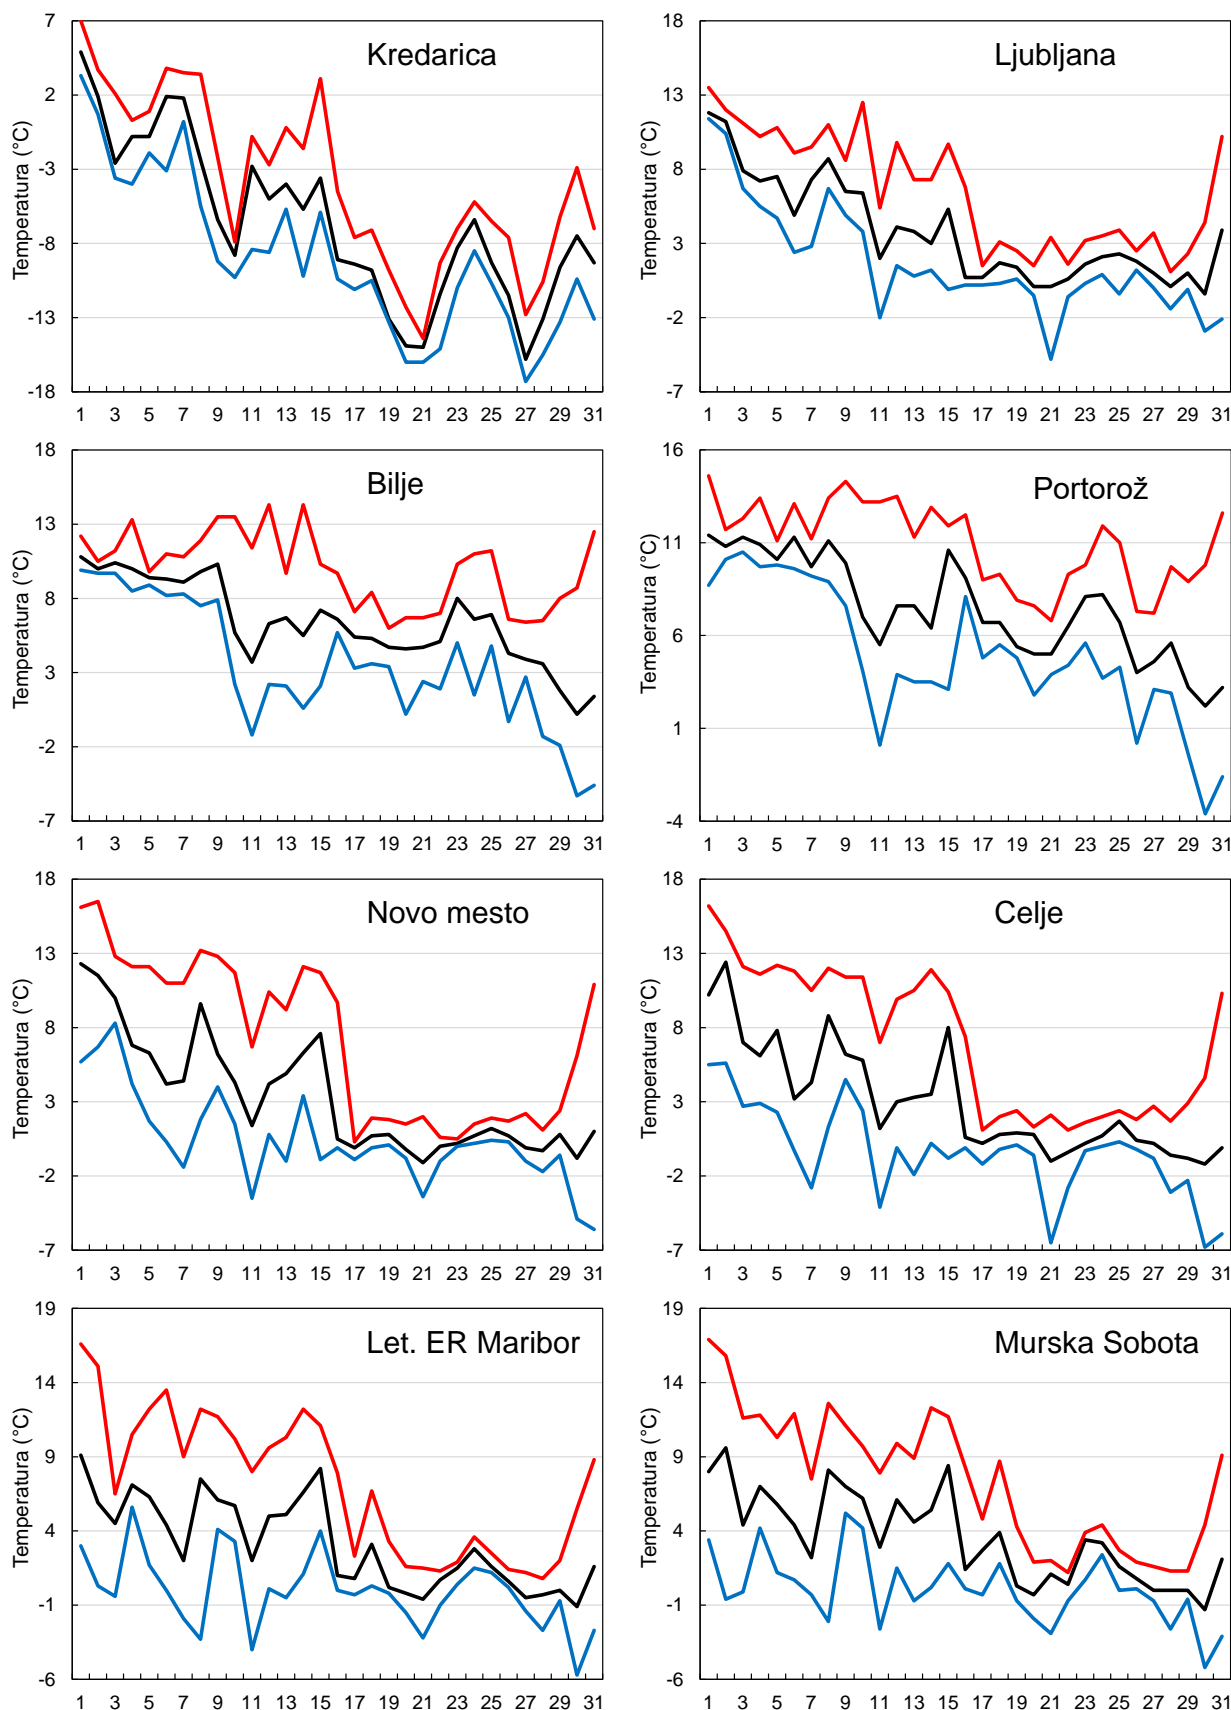 Kredarica
Temperatura (°C)
7
2
-3
-8
-13
-18
1 3 5 7 9 11 13 15 17 19 21 23 25 27 29 31
Ljubljana
Temperatura (°C)
18
13
8
3
-2
-7
1 3 5 7 9 11 13 15 17 19 21 23 25 27 29 31
Bilje
Temperatura (°C)
18
13
8
3
-2
-7
1 3 5 7 9 11 13 15 17 19 21 23 25 27 29 31
Portorož
Temperatura (°C)
16
11
6
1
-4
1 3 5 7 9 11 13 15 17 19 21 23 25 27 29 31
Novo mesto
Temperatura (°C)
18
13
8
3
-2
-7
1 3 5 7 9 11 13 15 17 19 21 23 25 27 29 31
Celje
Temperatura (°C)
18
13
8
3
-2
-7
1 3 5 7 9 11 13 15 17 19 21 23 25 27 29 31
Let. ER Maribor
Temperatura (°C)
19
14
9
4
-1
-6
1 3 5 7 9 11 13 15 17 19 21 23 25 27 29 31
Murska Sobota
Temperatura (°C)
19
14
9
4
-1
-6
1 3 5 7 9 11 13 15 17 19 21 23 25 27 29 31